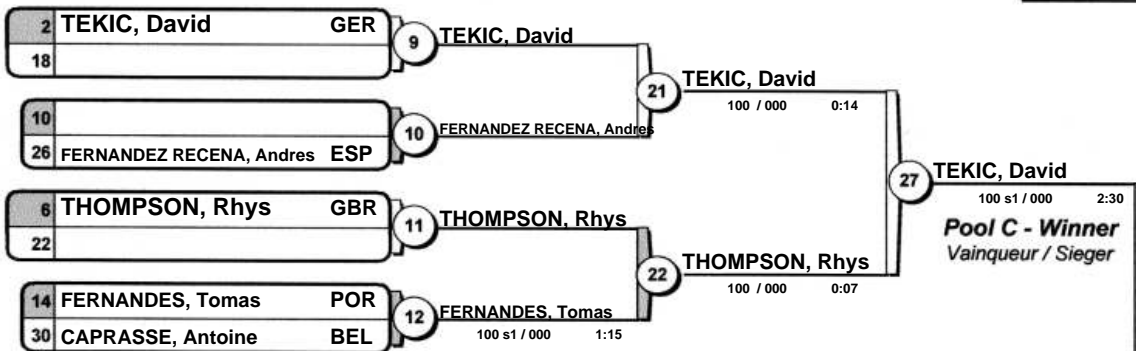 2 TEKIC, David GER
18
9 TEKIC, David
10
26 FERNANDEZ RECENA, Andres ESP
10 FERNANDEZ RECENA, Andres
21 TEKIC, David
100 / 000 0:14
6 THOMPSON, Rhys GBR
22
11 THOMPSON, Rhys
14 FERNANDES, Tomas POR
30 CAPRASSE, Antoine BEL
12 FERNANDES, Tomas
100 s1 / 000 1:15
22 THOMPSON, Rhys
100 / 000 0:07
27 TEKIC, David
100 s1 / 000 2:30
Pool C - Winner
Vainqueur / Sieger